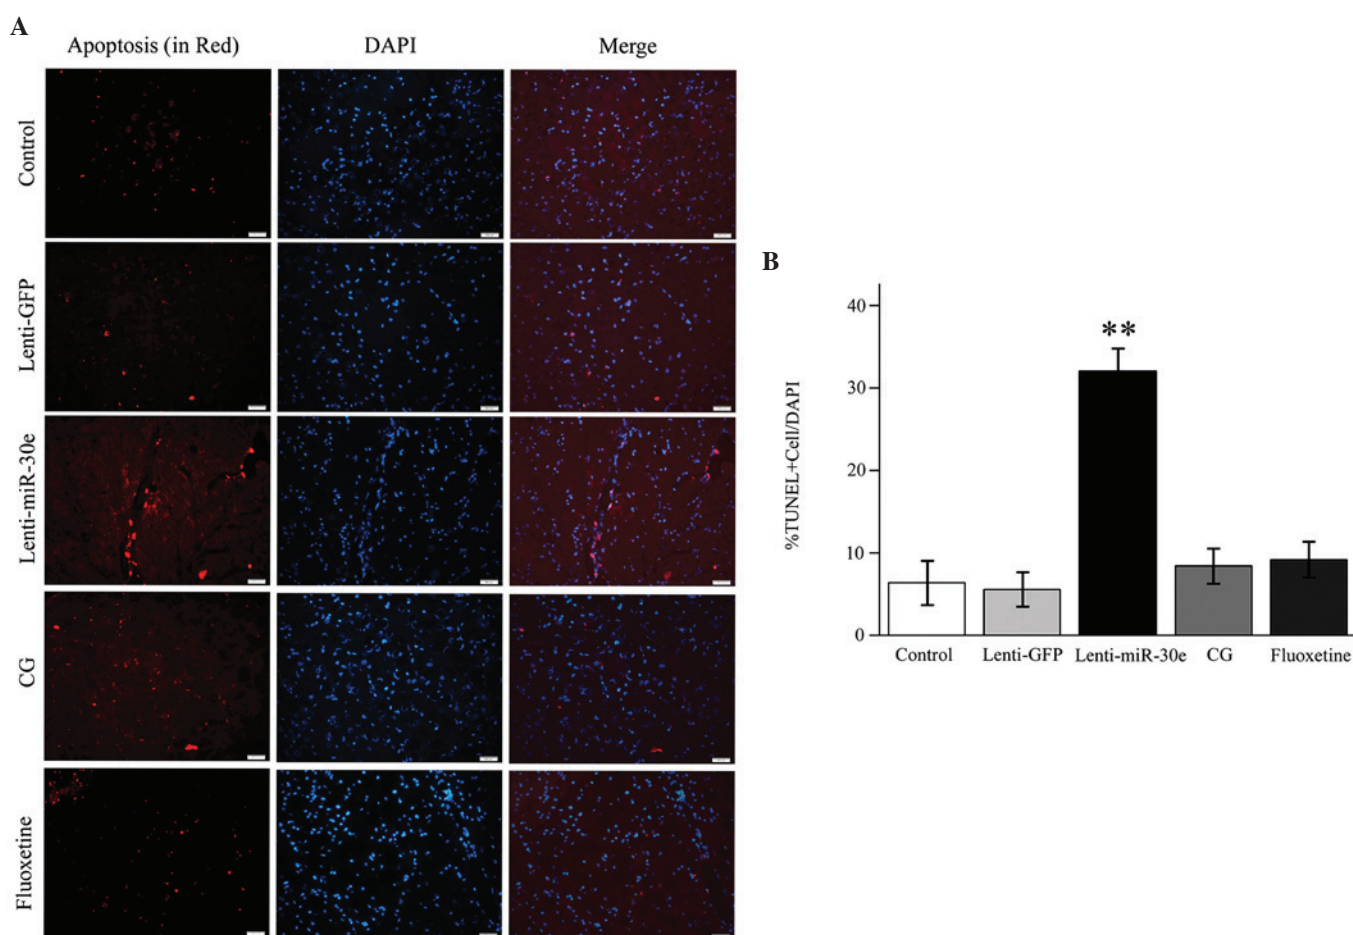 A
Apoptosis (in Red) DAPI Merge
Control
Lenti-GFP
Lenti-miR-30e
CG
Fluoxetine
B
%TUNEL+Cell/DAPI
40
30
20
10
0
**
Control Lenti-GFP Lenti-miR-30e CG Fluoxetine